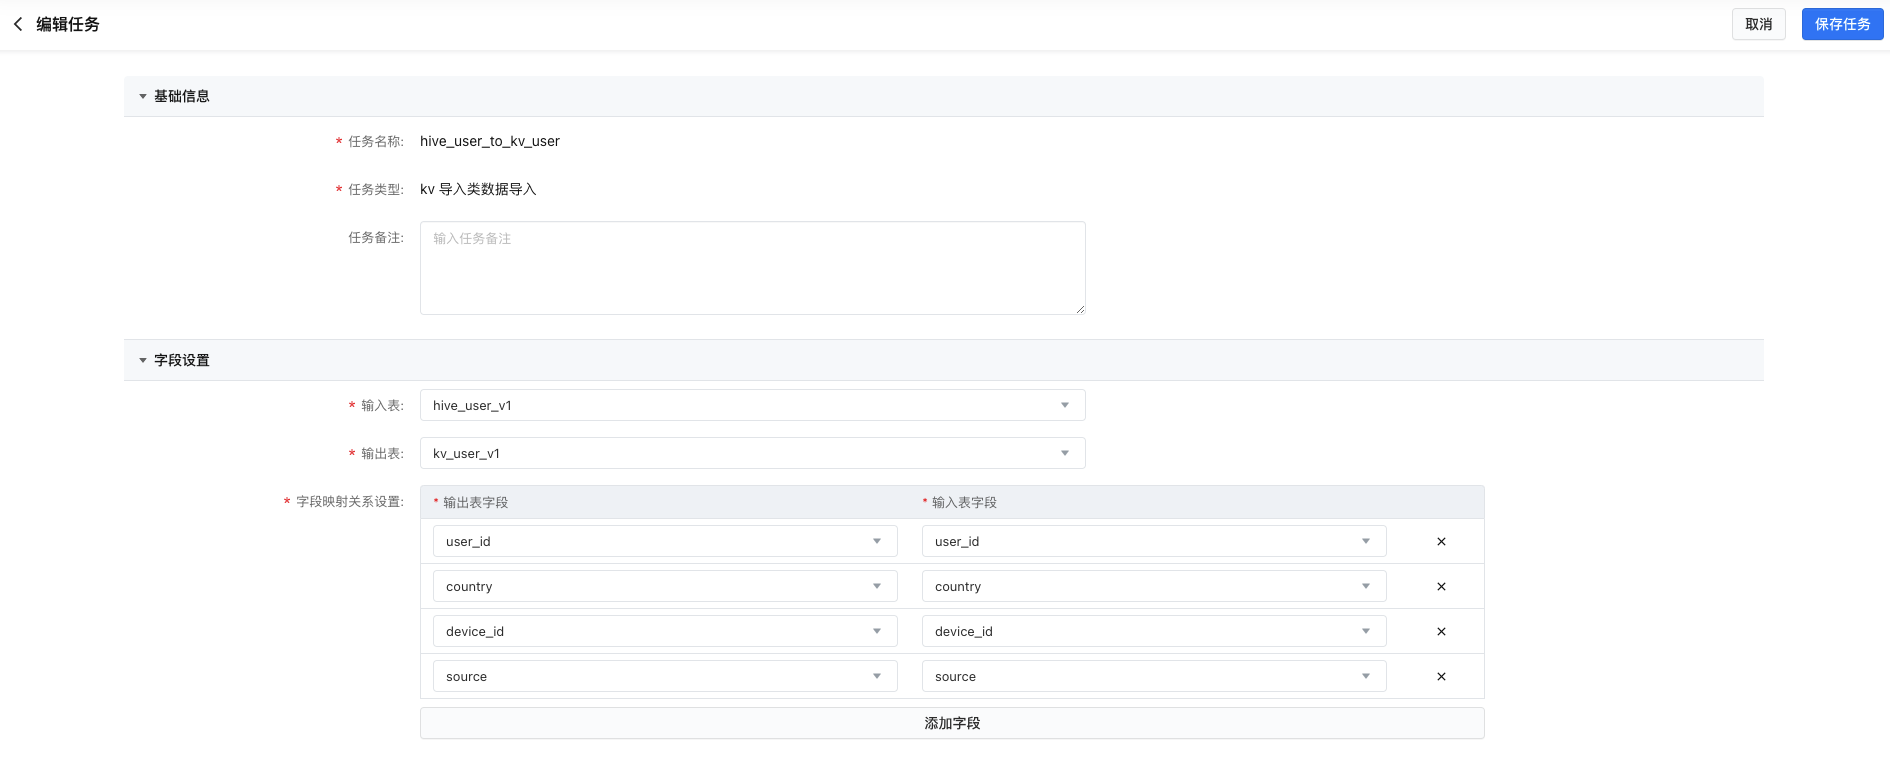 编辑任务
取消
保存任务
基础信息
* 任务名称: hive_user_to_kv_user
* 任务类型: kv 导入类数据导入
任务备注: 输入任务备注
字段设置
* 输入表: hive_user_v1
* 输出表: kv_user_v1
* 字段映射关系设置:
* 输出表字段 * 输入表字段
user_id user_id
country country
device_id device_id
source source
添加字段